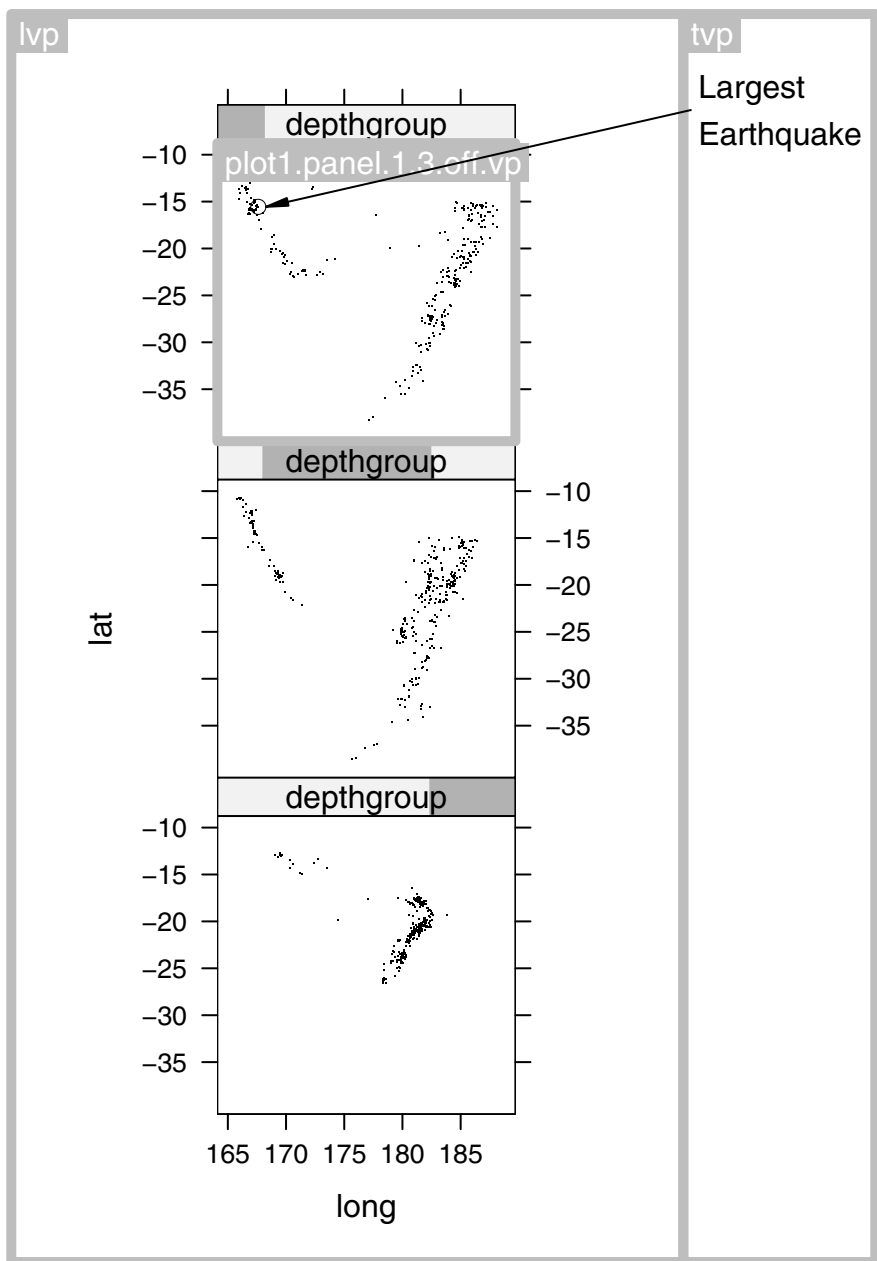 lvp
tvp
Largest
Earthquake
depthgroup
plot1.panel.1.3.off.vp
−10
−15
−20
−25
−30
−35
depthgroup
−10
−15
−20
−25
−30
−35
lat
depthgroup
−10
−15
−20
−25
−30
−35
165 170 175 180 185
long